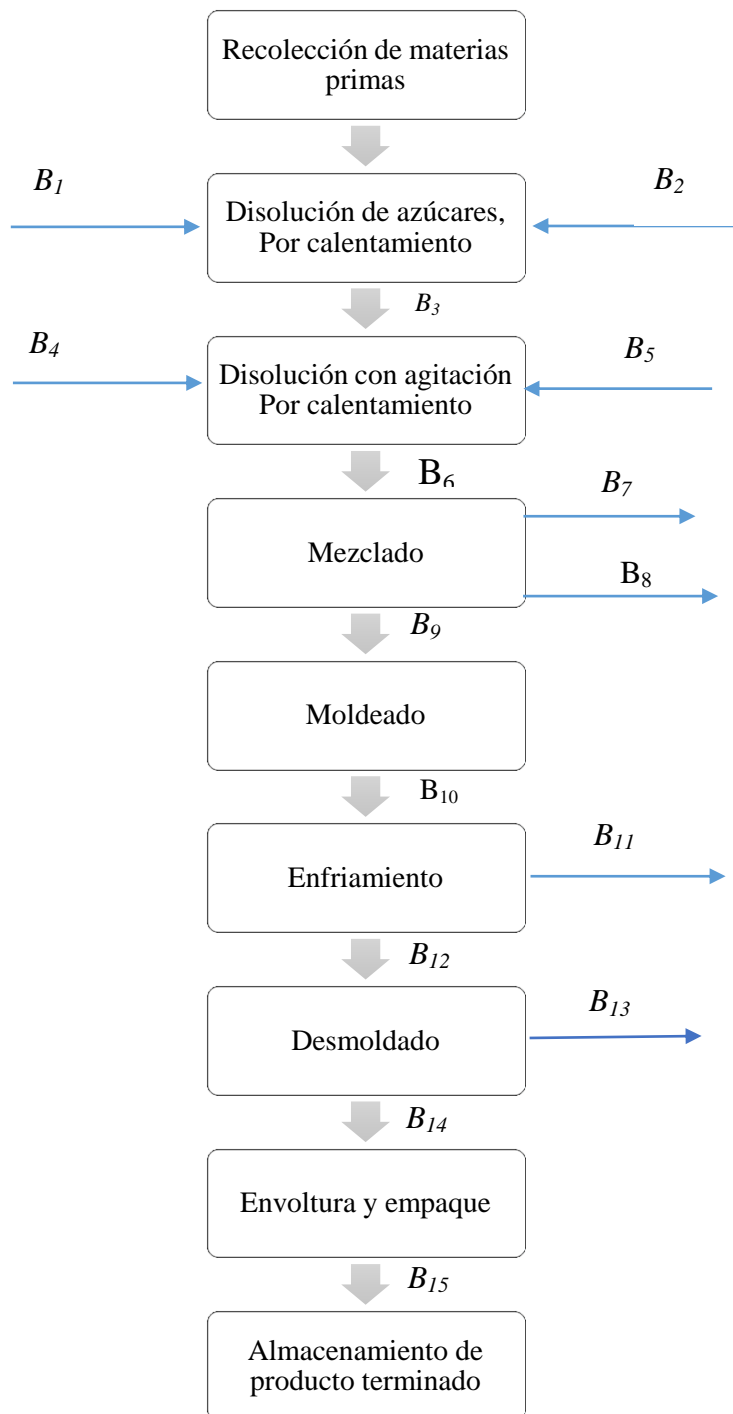 Recolección de materias
primas
B₁
B₂
Disolución de azúcares,
Por calentamiento
B₃
B₄
B₅
Disolución con agitación
Por calentamiento
B₆
B₇
Mezclado
B₈
B₉
Moldeado
B₁₀
B₁₁
Enfriamiento
B₁₂
B₁₃
Desmoldado
B₁₄
Envoltura y empaque
B₁₅
Almacenamiento de
producto terminado